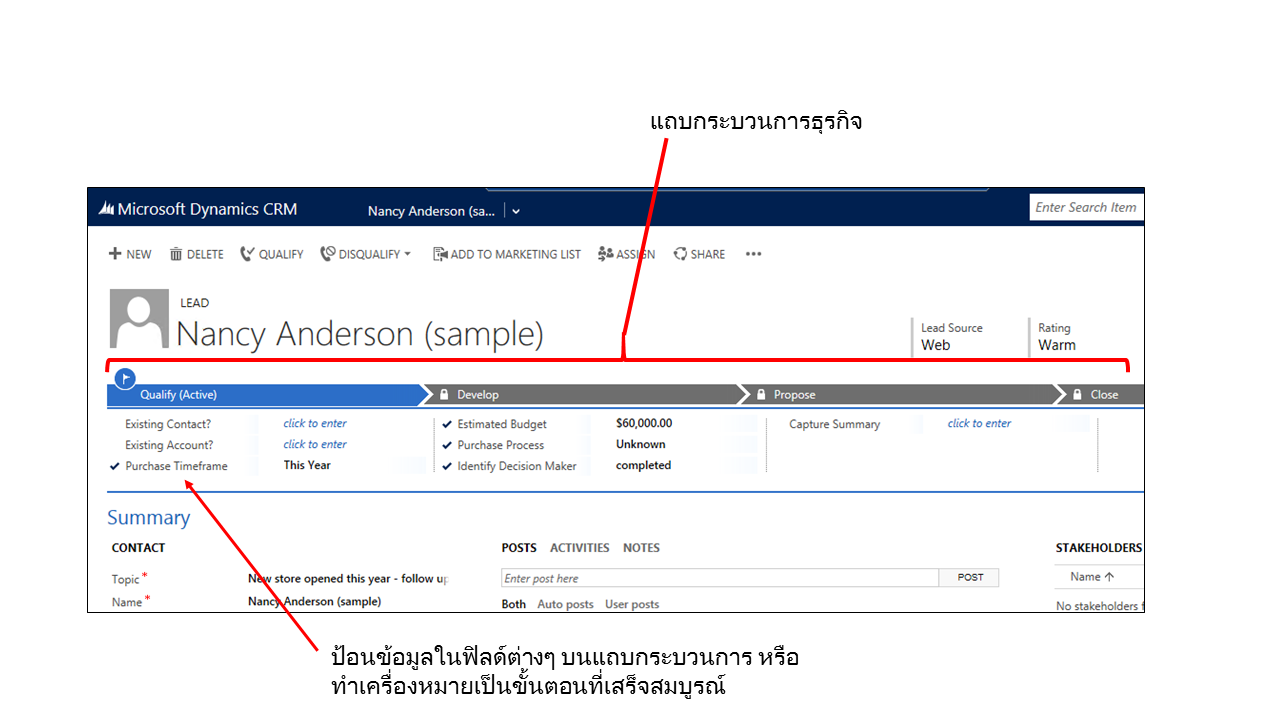 แถบกระบวนการธุรกิจ
Microsoft Dynamics CRM Nancy Anderson (sa... Enter Search Item
NEW DELETE QUALIFY DISQUALIFY ADD TO MARKETING LIST ASSIGN SHARE •••
LEAD
Nancy Anderson (sample)
Lead Source Rating
Web Warm
Qualify (Active) Develop Propose Close
Existing Contact? click to enter Estimated Budget $60,000.00 Capture Summary click to enter
Existing Account? click to enter Purchase Process Unknown
Purchase Timeframe This Year Identify Decision Maker completed
Summary
CONTACT POSTS ACTIVITIES NOTES STAKEHOLDERS
Topic * New store opened this year - follow up Enter post here POST Name ↑
Name * Nancy Anderson (sample) Both Auto posts User posts No stakeholders
ป้อนข้อมูลในฟิลด์ต่างๆ บนแถบกระบวนการ หรือ
ทำเครื่องหมายเป็นขั้นตอนที่เสร็จสมบูรณ์